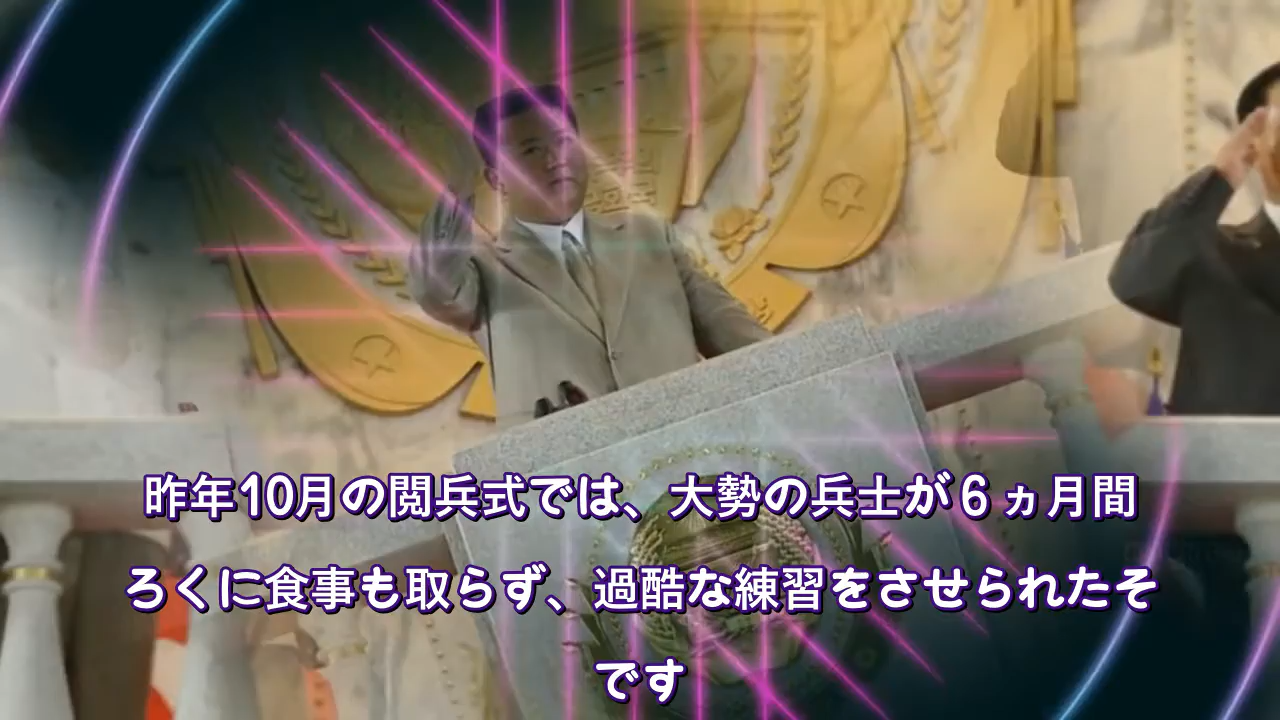 昨年10月の閲兵式では、大勢の兵士が６ヵ月間
ろくに食事も取らず、過酷な練習をさせられたそ
です